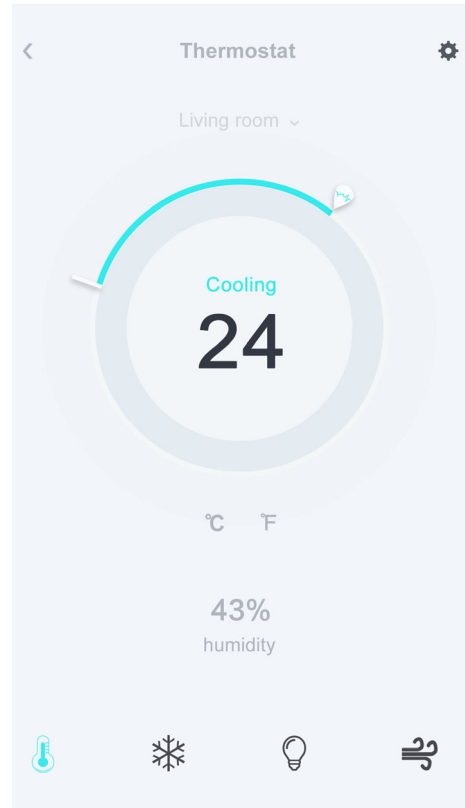 Thermostat
Living room
Cooling
24
℃ ℉
43%
humidity